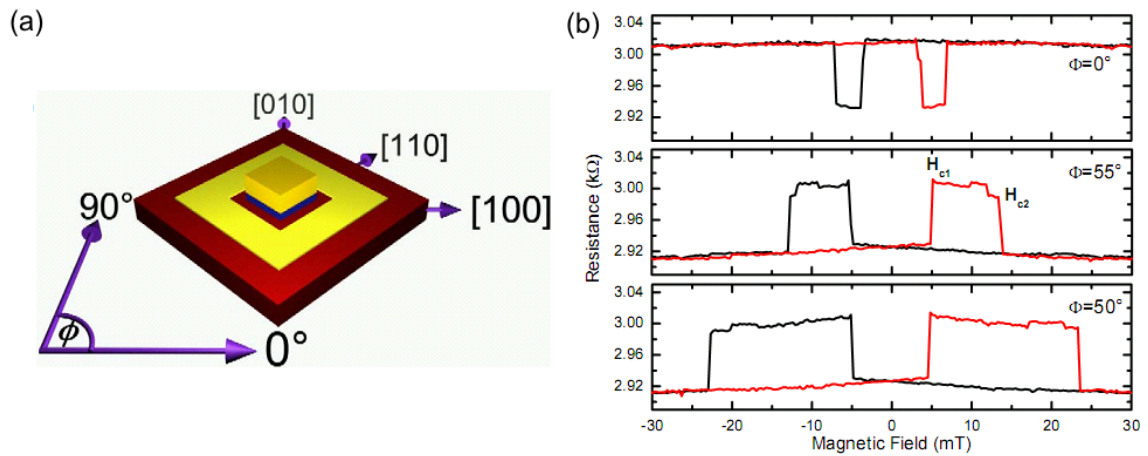 (a)
[010]
[110]
[100]
90°
ϕ
0°
(b)
3.04
3.00
2.96
2.92
Φ=0°
3.04
3.00
2.96
2.92
Hc1
Hc2
Φ=55°
3.04
3.00
2.96
2.92
Φ=50°
Resistance (kΩ)
-30 -20 -10 0 10 20 30
Magnetic Field (mT)